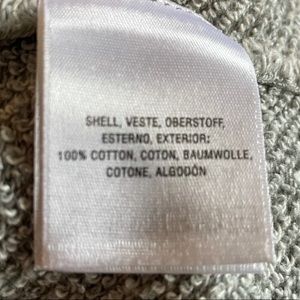 SHELL, VESTE, OBERSTOFF,
ESTERNO, EXTERIOR:
100% COTTON, COTON, BAUMWOLLE,
COTONE, ALGODÓN